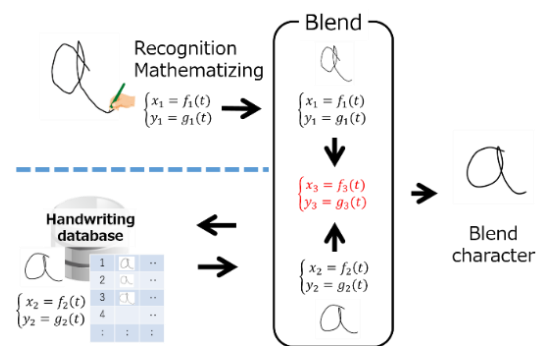 Blend
Recognition
Mathematizing
a
{x₁ = f₁(t)
y₁ = g₁(t)
a
{x₁ = f₁(t)
y₁ = g₁(t)
{x₃ = f₃(t)
y₃ = g₃(t)
a
Blend
character
Handwriting
database
a
{x₂ = f₂(t)
y₂ = g₂(t)
1 a ..
2 a ..
3 a ..
4 ..
: : :
{x₂ = f₂(t)
y₂ = g₂(t)
a